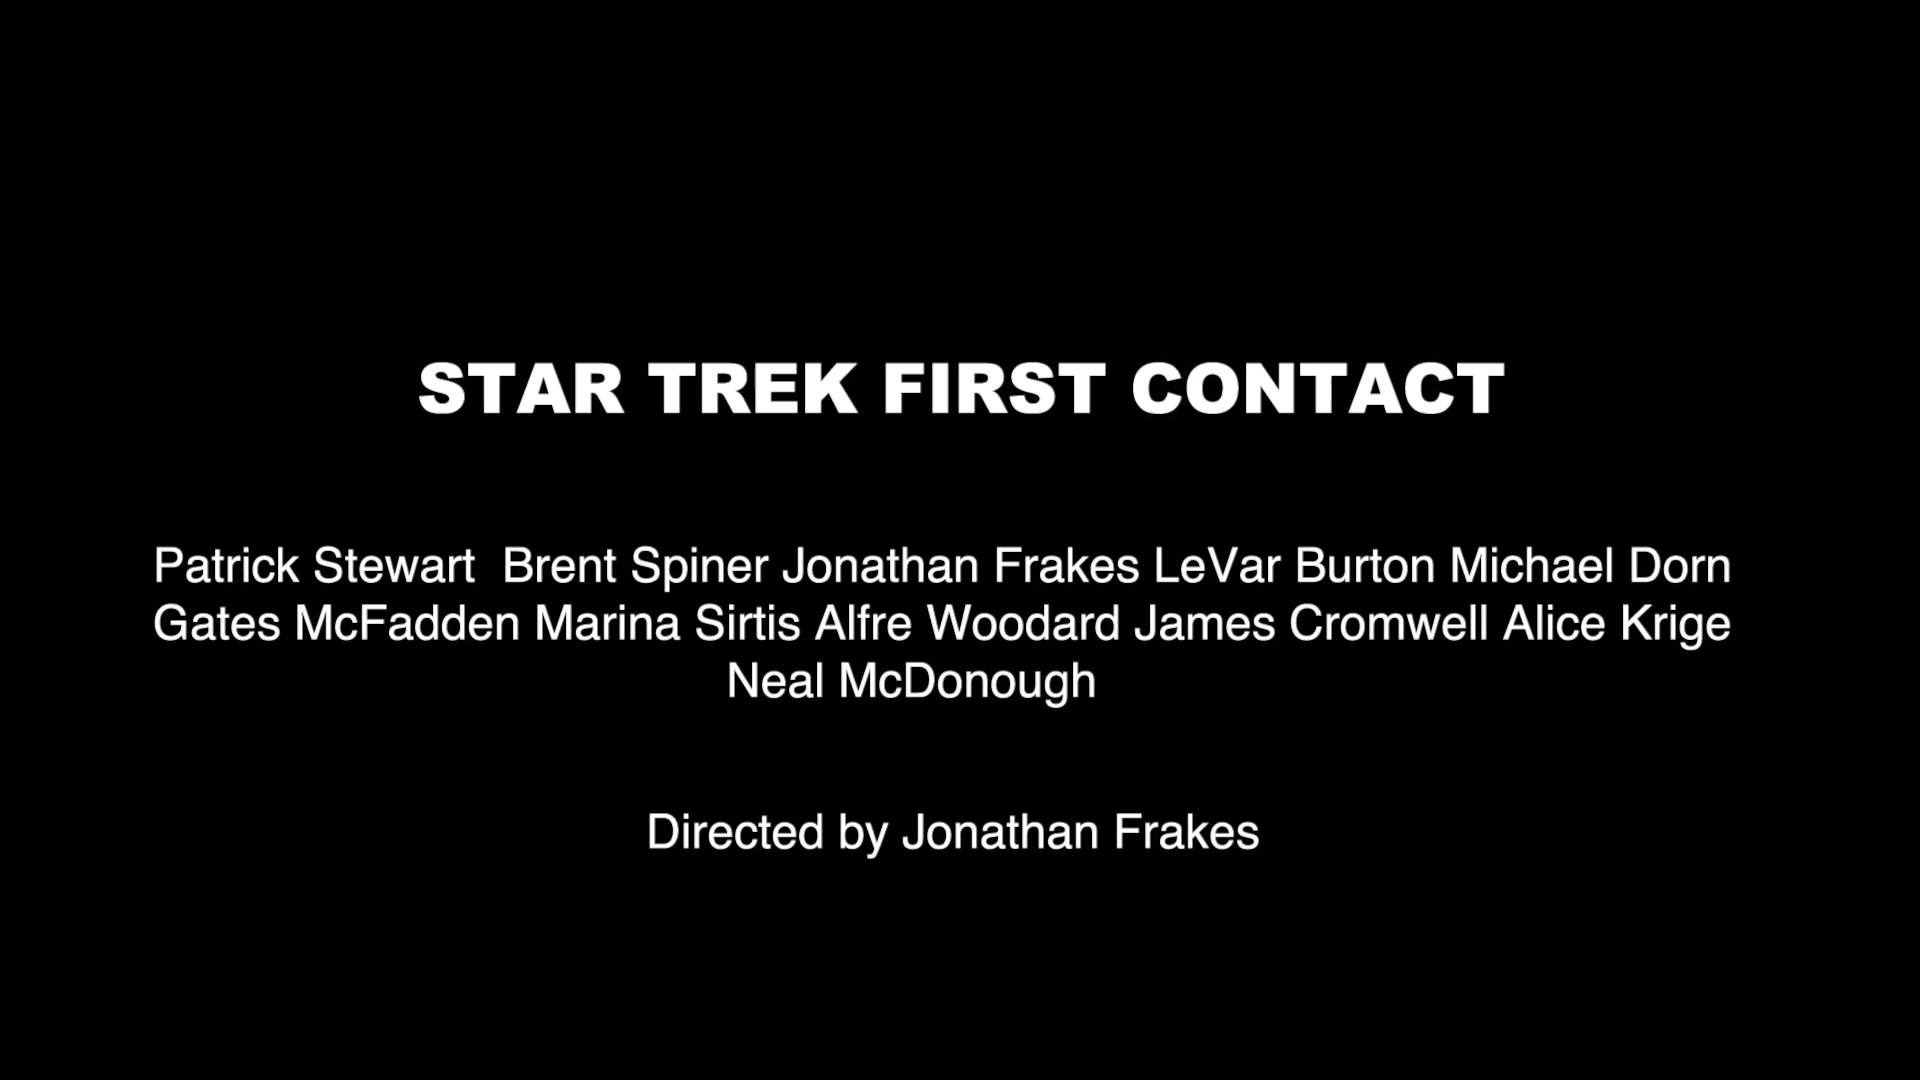 STAR TREK FIRST CONTACT
Patrick Stewart  Brent Spiner Jonathan Frakes LeVar Burton Michael Dorn
Gates McFadden Marina Sirtis Alfre Woodard James Cromwell Alice Krige
Neal McDonough
Directed by Jonathan Frakes